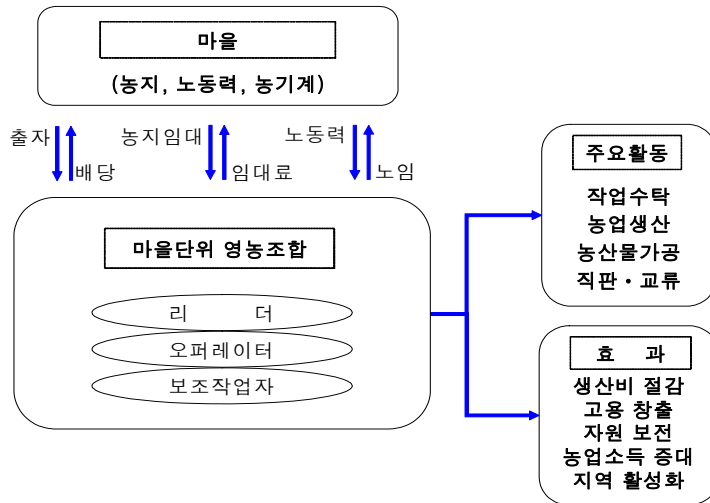 마을
(농지, 노동력, 농기계)
출자
배당
농지임대
임대료
노동력
노임
마을단위 영농조합
리 더
오퍼레이터
보조작업자
주요활동
작업수탁
농업생산
농산물가공
직판・교류
효 과
생산비 절감
고용 창출
자원 보전
농업소득 증대
지역 활성화